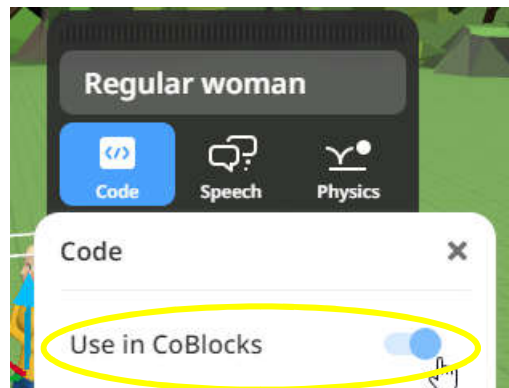 Regular woman
Code Speech Physics
Code
Use in CoBlocks